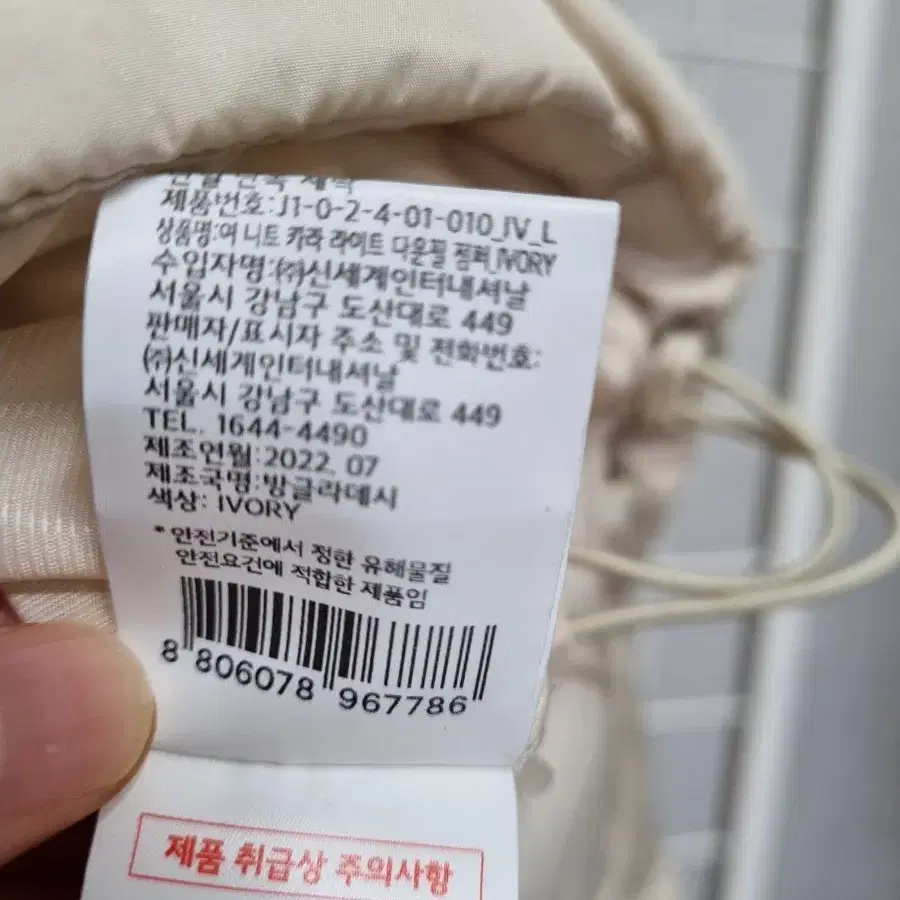 제품번호:J1-0-2-4-01-010_IV_L
상품명:여 니트 카라 라이트 다운필 점퍼_IVORY
수입자명:㈜신세계인터내셔날
서울시 강남구 도산대로 449
판매자/표시자 주소 및 전화번호:
㈜신세계인터내셔날
서울시 강남구 도산대로 449
TEL. 1644-4490
제조연월:2022. 07
제조국명:방글라데시
색상: IVORY
* 안전기준에서 정한 유해물질
안전요건에 적합한 제품임
8 806078 967786
제품 취급상 주의사항